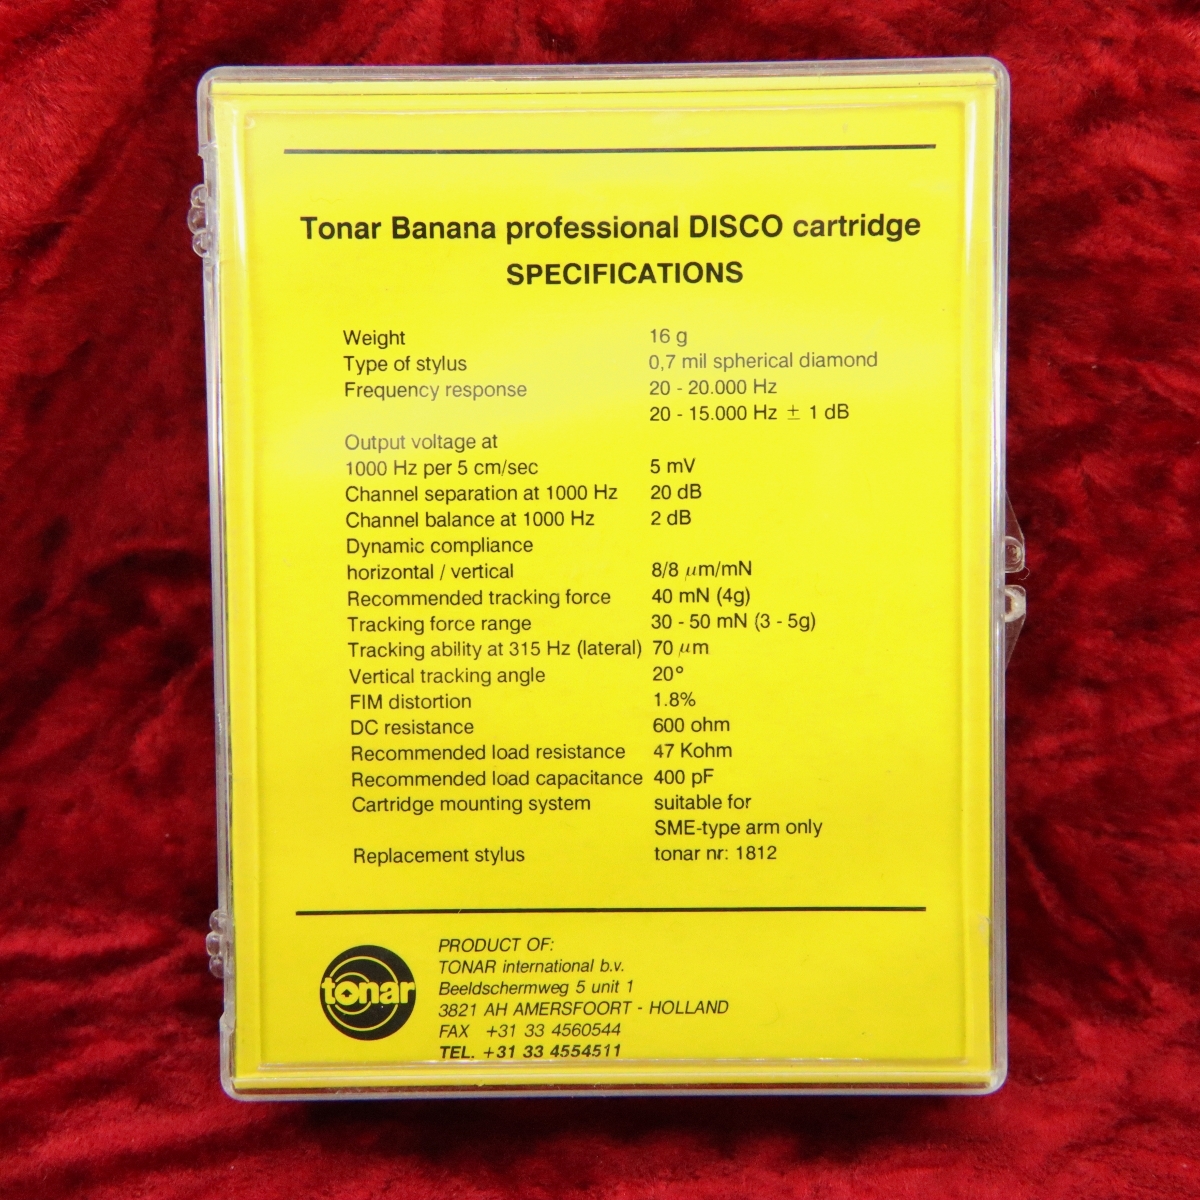 Tonar Banana professional DISCO cartridge
SPECIFICATIONS
Weight 16 g
Type of stylus 0,7 mil spherical diamond
Frequency response 20 - 20.000 Hz
20 - 15.000 Hz ± 1 dB
Output voltage at
1000 Hz per 5 cm/sec 5 mV
Channel separation at 1000 Hz 20 dB
Channel balance at 1000 Hz 2 dB
Dynamic compliance
horizontal / vertical 8/8 µm/mN
Recommended tracking force 40 mN (4g)
Tracking force range 30 - 50 mN (3 - 5g)
Tracking ability at 315 Hz (lateral) 70 µm
Vertical tracking angle 20°
FIM distortion 1.8%
DC resistance 600 ohm
Recommended load resistance 47 Kohm
Recommended load capacitance 400 pF
Cartridge mounting system suitable for
SME-type arm only
Replacement stylus tonar nr: 1812
tonar
PRODUCT OF:
TONAR international b.v.
Beeldschermweg 5 unit 1
3821 AH AMERSFOORT - HOLLAND
FAX +31 33 4560544
TEL. +31 33 4554511